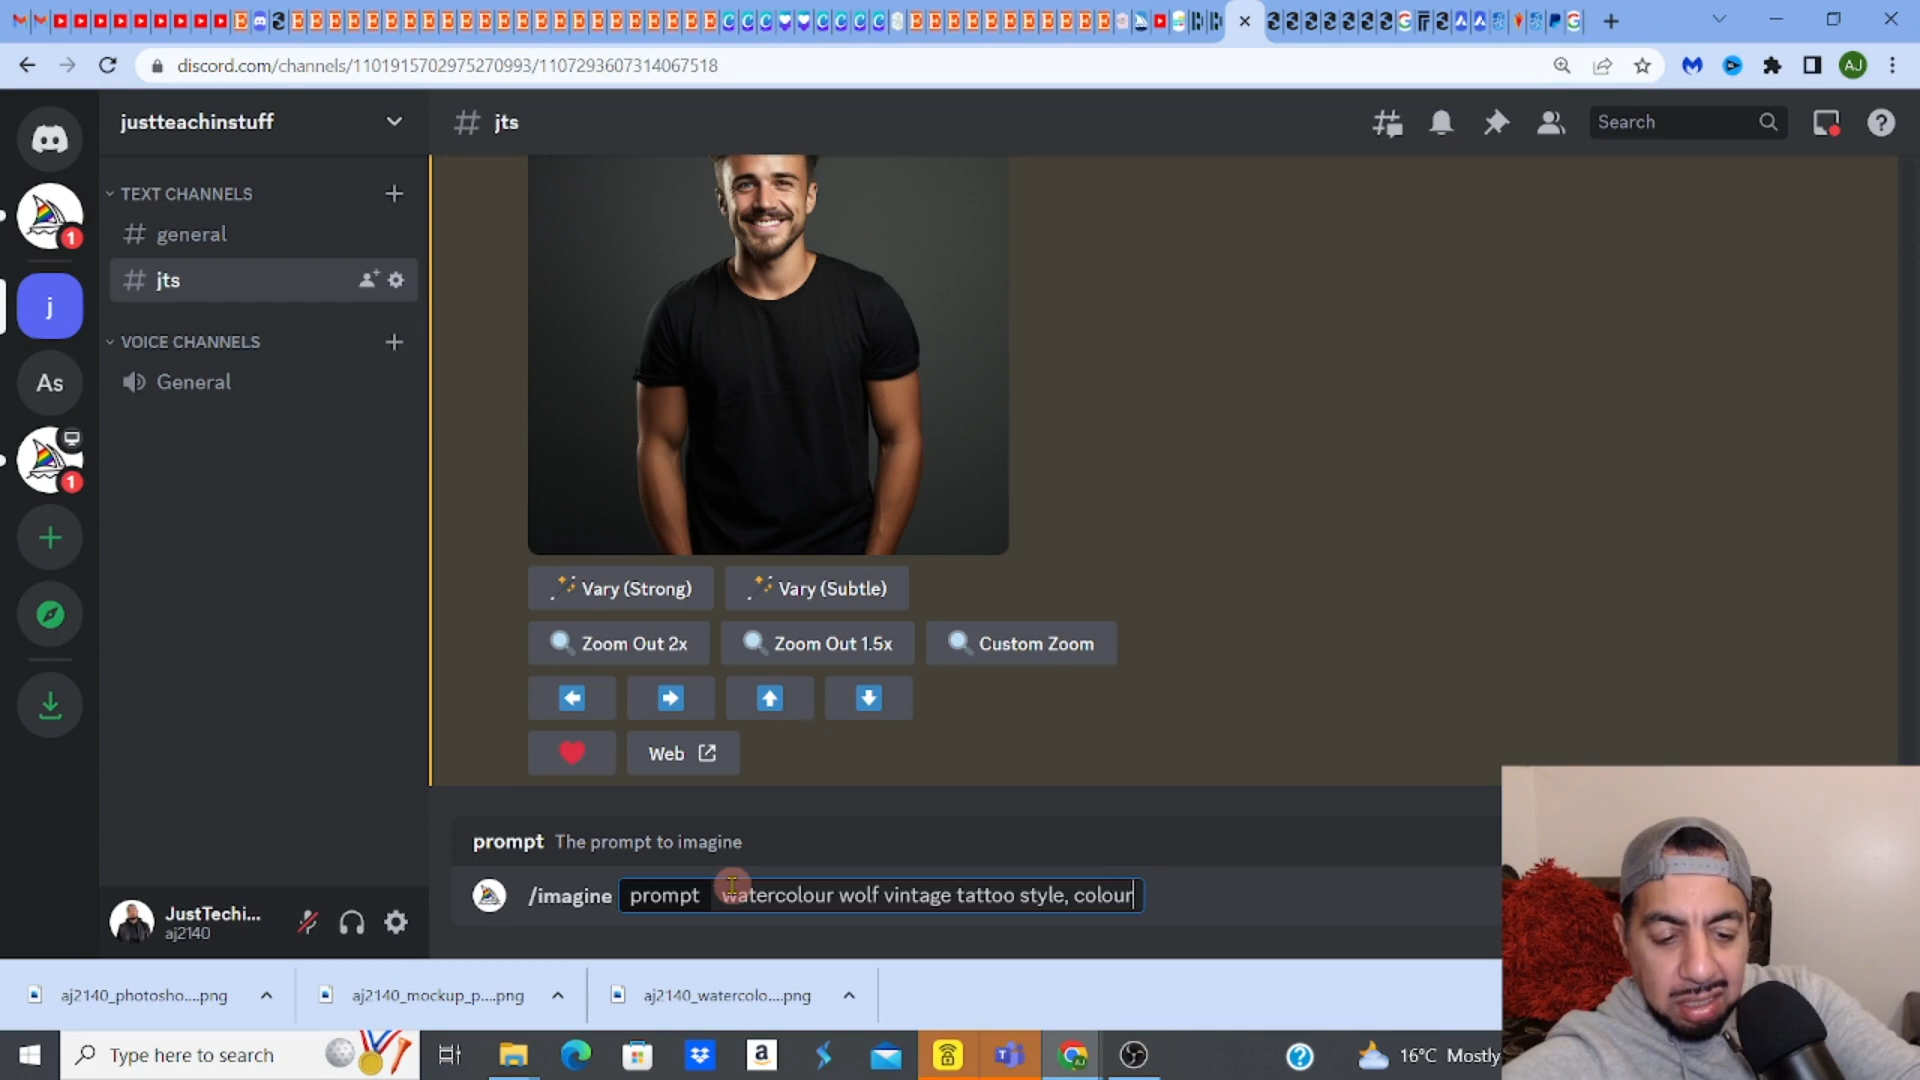 discord.com/channels/1101915702975270993/1107293607314067518
AJ
justteachinstuff
jts
Search
TEXT CHANNELS
general
jts
VOICE CHANNELS
General
1
j
As
1
Vary (Strong)
Vary (Subtle)
Zoom Out 2x
Zoom Out 1.5x
Custom Zoom
Web
prompt The prompt to imagine
/imagine prompt watercolour wolf vintage tattoo style, colour
JustTechi...
aj2140
aj2140_photosho....png
aj2140_mockup_p....png
aj2140_watercolo....png
Type here to search
16°C Mostly